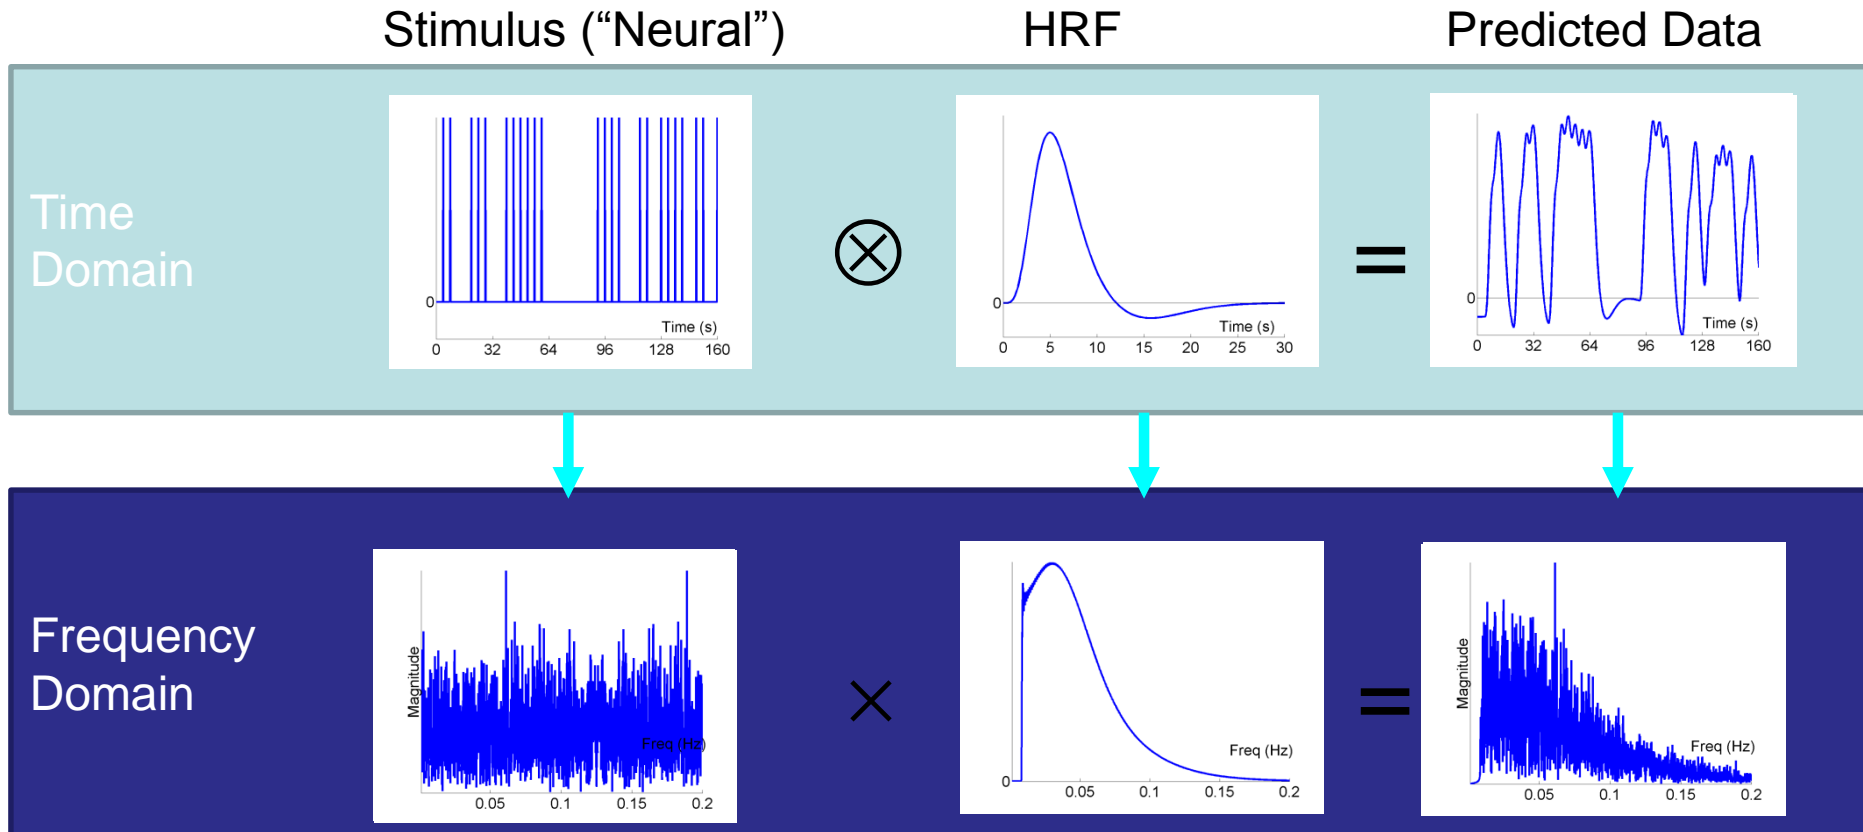 Stimulus (“Neural”) HRF Predicted Data
Time
Domain
0
Time (s)
0 32 64 96 128 160
⊗
0
Time (s)
0 5 10 15 20 25 30
=
0
Time (s)
0 32 64 96 128 160
Frequency
Domain
Magnitude
Freq (Hz)
0.05 0.1 0.15 0.2
×
0
Freq (Hz)
0.05 0.1 0.15 0.2
=
Magnitude
Freq (Hz)
0.05 0.1 0.15 0.2